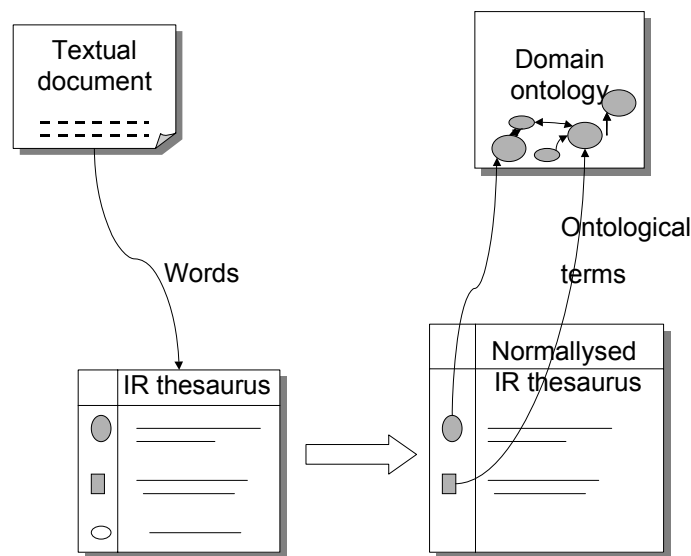 Textual
document
Domain
ontology
Words
Ontological
terms
IR thesaurus
Normallysed
IR thesaurus